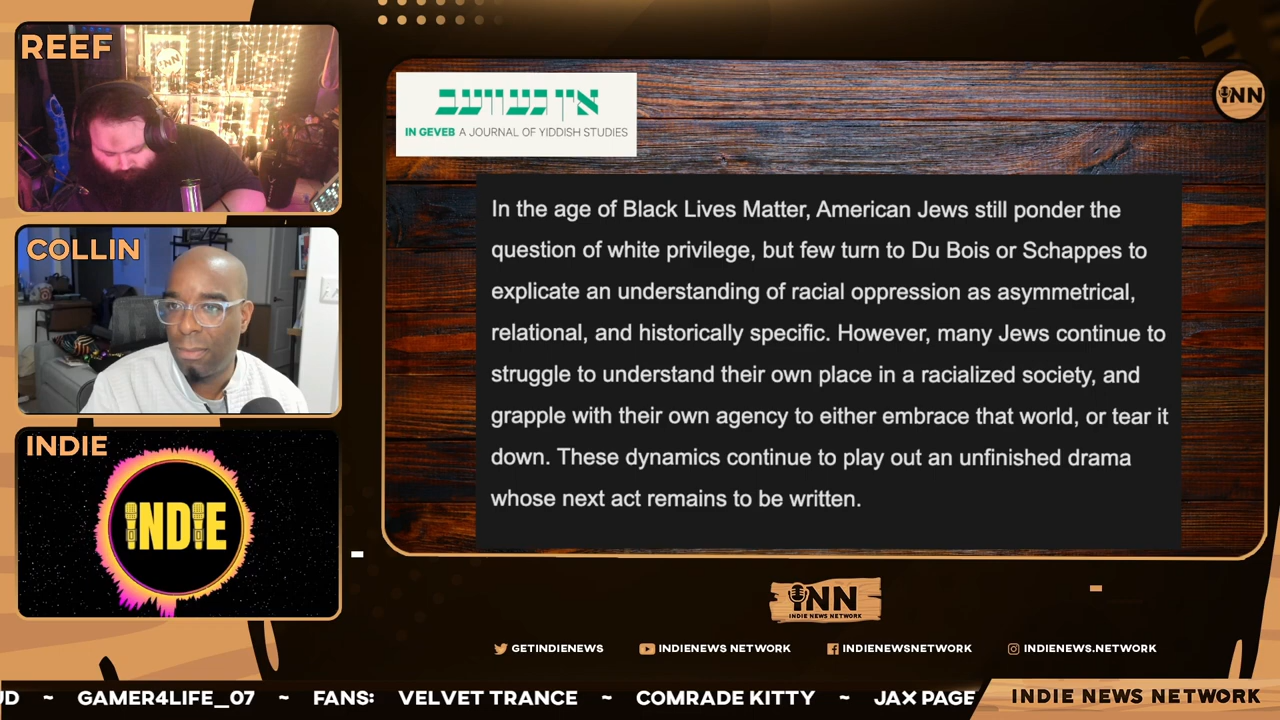 REEF
COLLIN
INDIE
INDIE
אין געוועב
IN GEVEB A JOURNAL OF YIDDISH STUDIES
INN
In the age of Black Lives Matter, American Jews still ponder the
question of white privilege, but few turn to Du Bois or Schappes to
explicate an understanding of racial oppression as asymmetrical,
relational, and historically specific. However, many Jews continue to
struggle to understand their own place in a racialized society, and
grapple with their own agency to either embrace that world, or tear it
down. These dynamics continue to play out an unfinished drama
whose next act remains to be written.
INN
INDIE NEWS NETWORK
GETINDIENEWS INDIENEWS NETWORK INDIENEWSNETWORK INDIENEWS.NETWORK
UD ~ GAMER4LIFE_07 ~ FANS: VELVET TRANCE ~ COMRADE KITTY ~ JAX PAGE
INDIE NEWS NETWORK